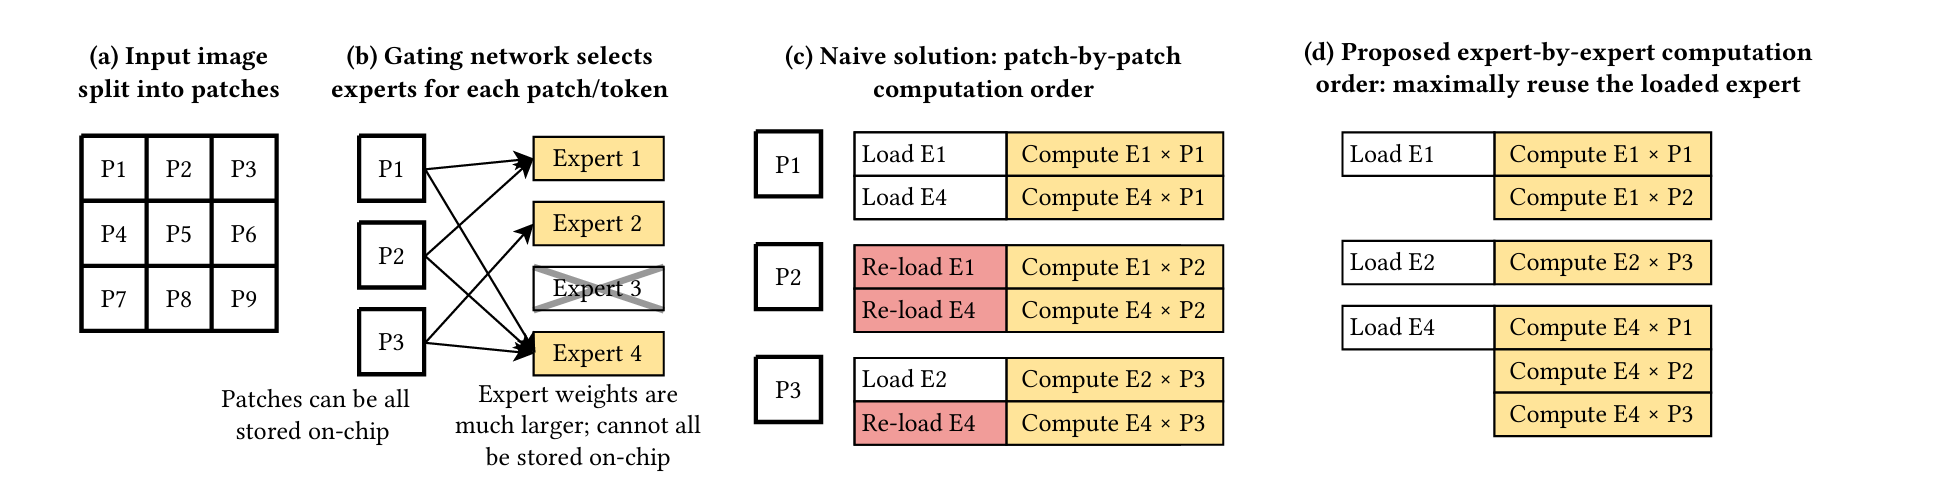 (a) Input image
split into patches
P1 P2 P3
P4 P5 P6
P7 P8 P9
(b) Gating network selects
experts for each patch/token
P1
P2
P3
Expert 1
Expert 2
Expert 3
Expert 4
Patches can be all
stored on-chip
Expert weights are
much larger; cannot all
be stored on-chip
(c) Naive solution: patch-by-patch
computation order
P1
Load E1 Compute E1 × P1
Load E4 Compute E4 × P1
P2
Re-load E1 Compute E1 × P2
Re-load E4 Compute E4 × P2
P3
Load E2 Compute E2 × P3
Re-load E4 Compute E4 × P3
(d) Proposed expert-by-expert computation
order: maximally reuse the loaded expert
Load E1 Compute E1 × P1
Compute E1 × P2
Load E2 Compute E2 × P3
Load E4 Compute E4 × P1
Compute E4 × P2
Compute E4 × P3